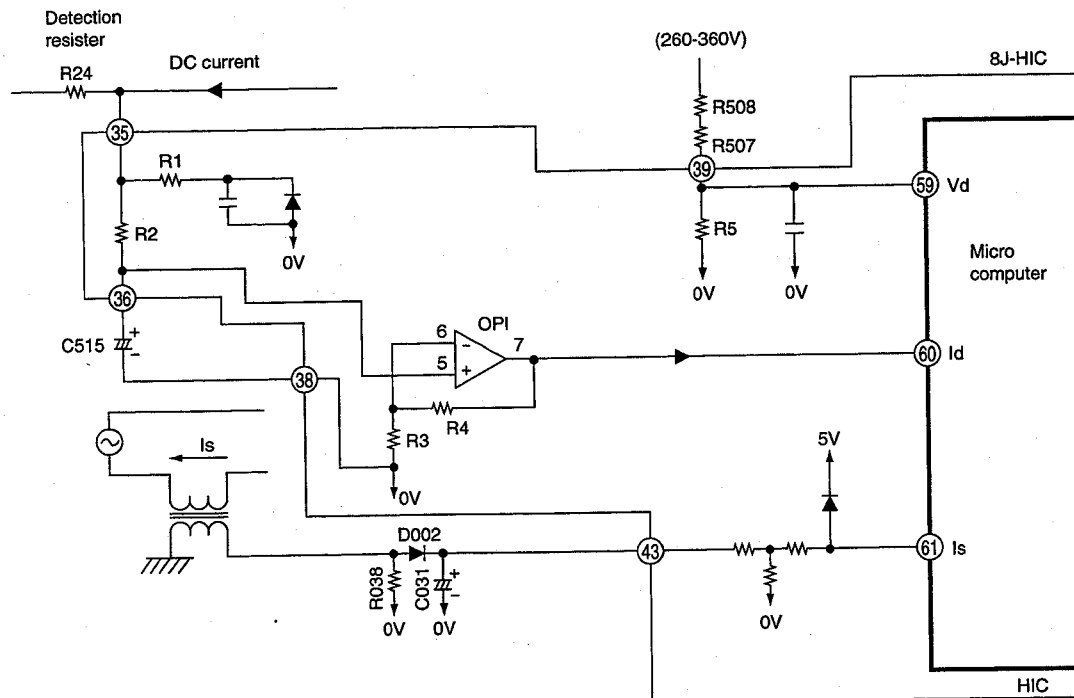 Detection
resister
R24
DC current
(260-360V)
8J-HIC
R508
R507
35
39
R1
59
Vd
R2
R5
0V
0V
0V
Micro
computer
36
C515
+
-
OPI
6
-
7
5
+
60
Id
38
R4
R3
0V
Is
5V
D002
43
61
Is
R038
C031
+
-
0V
0V
0V
HIC